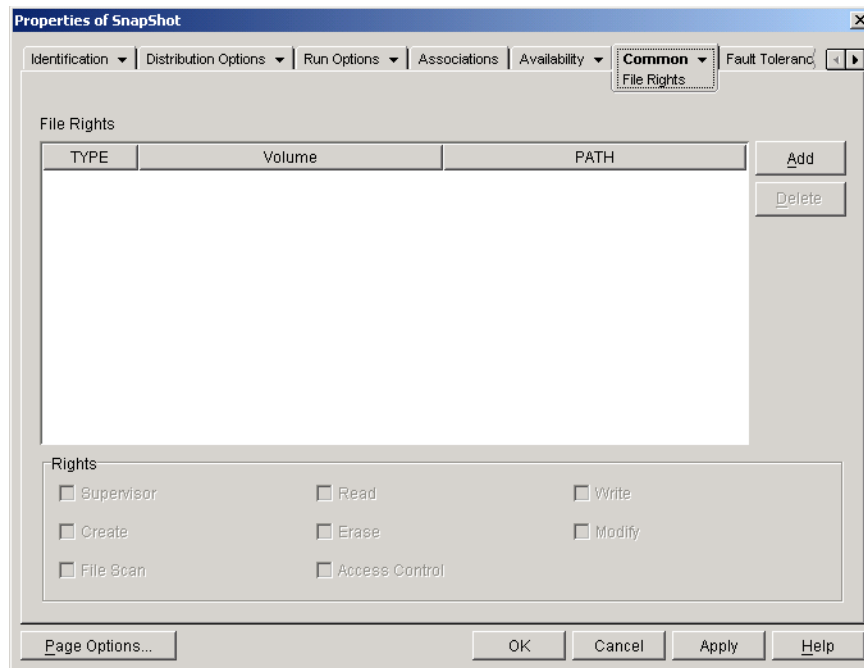 Properties of SnapShot
Identification Distribution Options Run Options Associations Availability Common Fault Toleranc
File Rights
File Rights
TYPE Volume PATH Add
Delete
Rights
Supervisor Read Write
Create Erase Modify
File Scan Access Control
Page Options... OK Cancel Apply Help